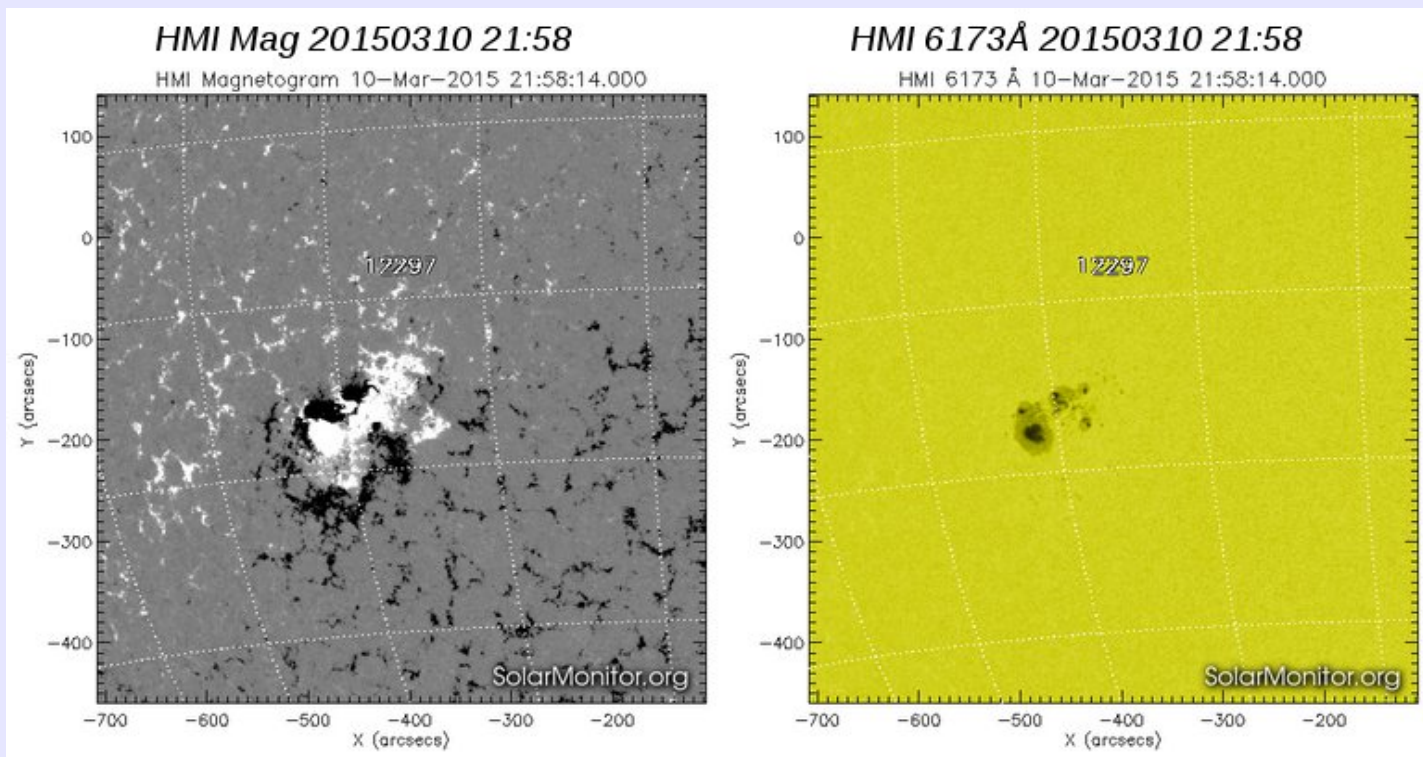 HMI Mag 20150310 21:58
HMI Magnetogram 10-Mar-2015 21:58:14.000
100
0
-100
-200
-300
-400
Y (arcsecs)
12297
SolarMonitor.org
-700 -600 -500 -400 -300 -200
X (arcsecs)
HMI 6173Å 20150310 21:58
HMI 6173 Å 10-Mar-2015 21:58:14.000
100
0
-100
-200
-300
-400
Y (arcsecs)
12297
SolarMonitor.org
-700 -600 -500 -400 -300 -200
X (arcsecs)